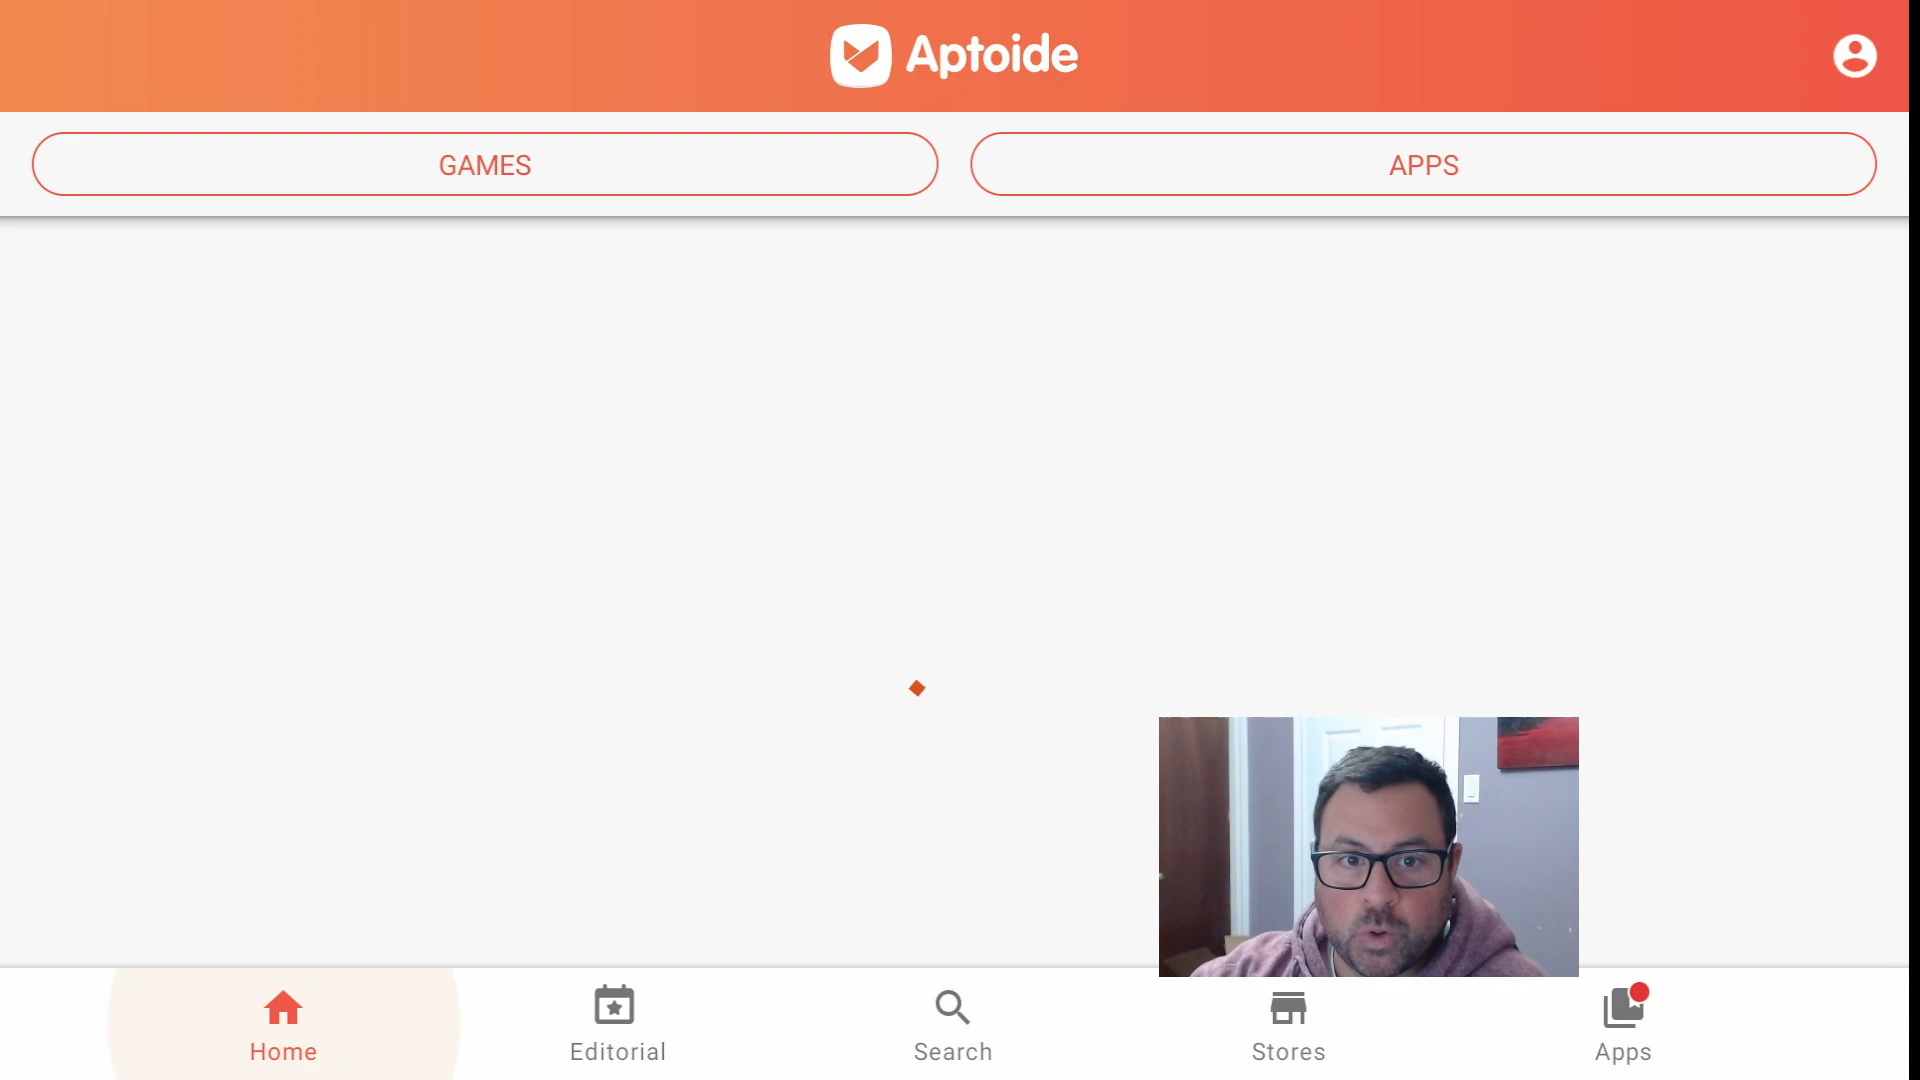 Aptoide
GAMES
APPS
Home
Editorial
Search
Stores
Apps